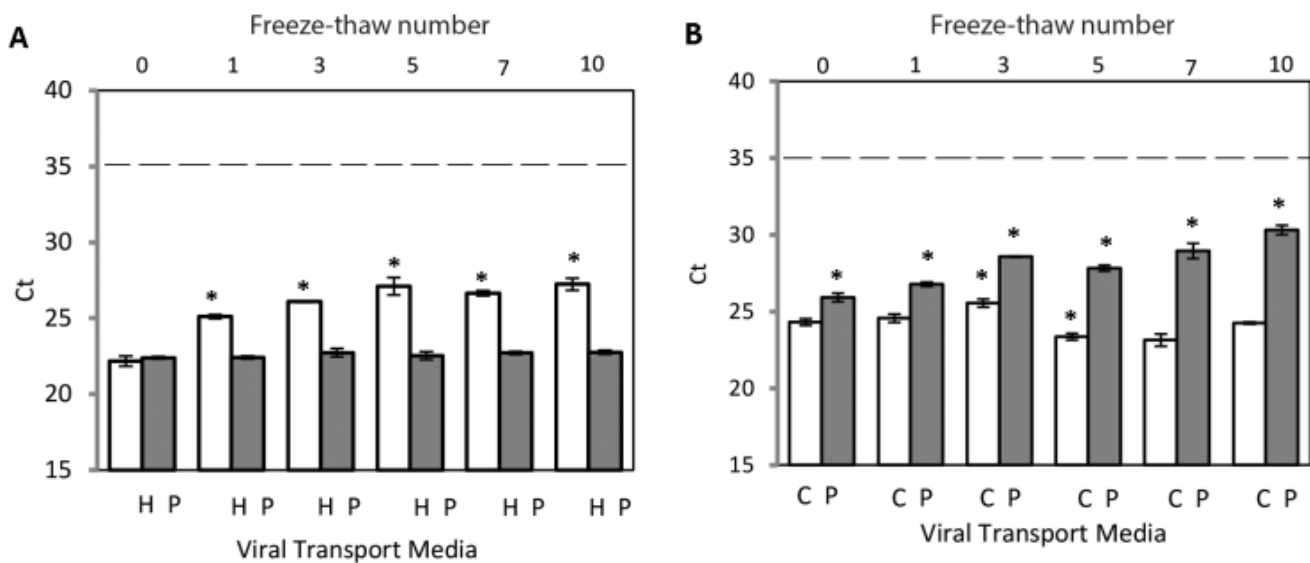 A
Freeze-thaw number
0 1 3 5 7 10
40
35
30
25
20
15
Ct
* * * * *
H P H P H P H P H P H P
Viral Transport Media
B
Freeze-thaw number
0 1 3 5 7 10
40
35
30
25
20
15
Ct
* * * * * * * *
C P C P C P C P C P C P
Viral Transport Media